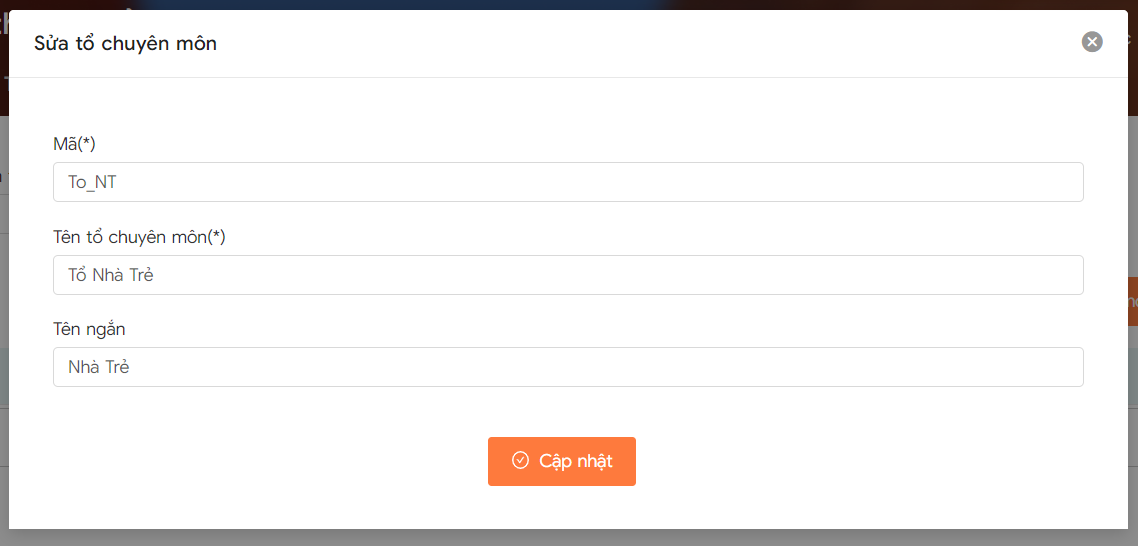 Sửa tổ chuyên môn
Mã(*)
To_NT
Tên tổ chuyên môn(*)
Tổ Nhà Trẻ
Tên ngắn
Nhà Trẻ
Cập nhật